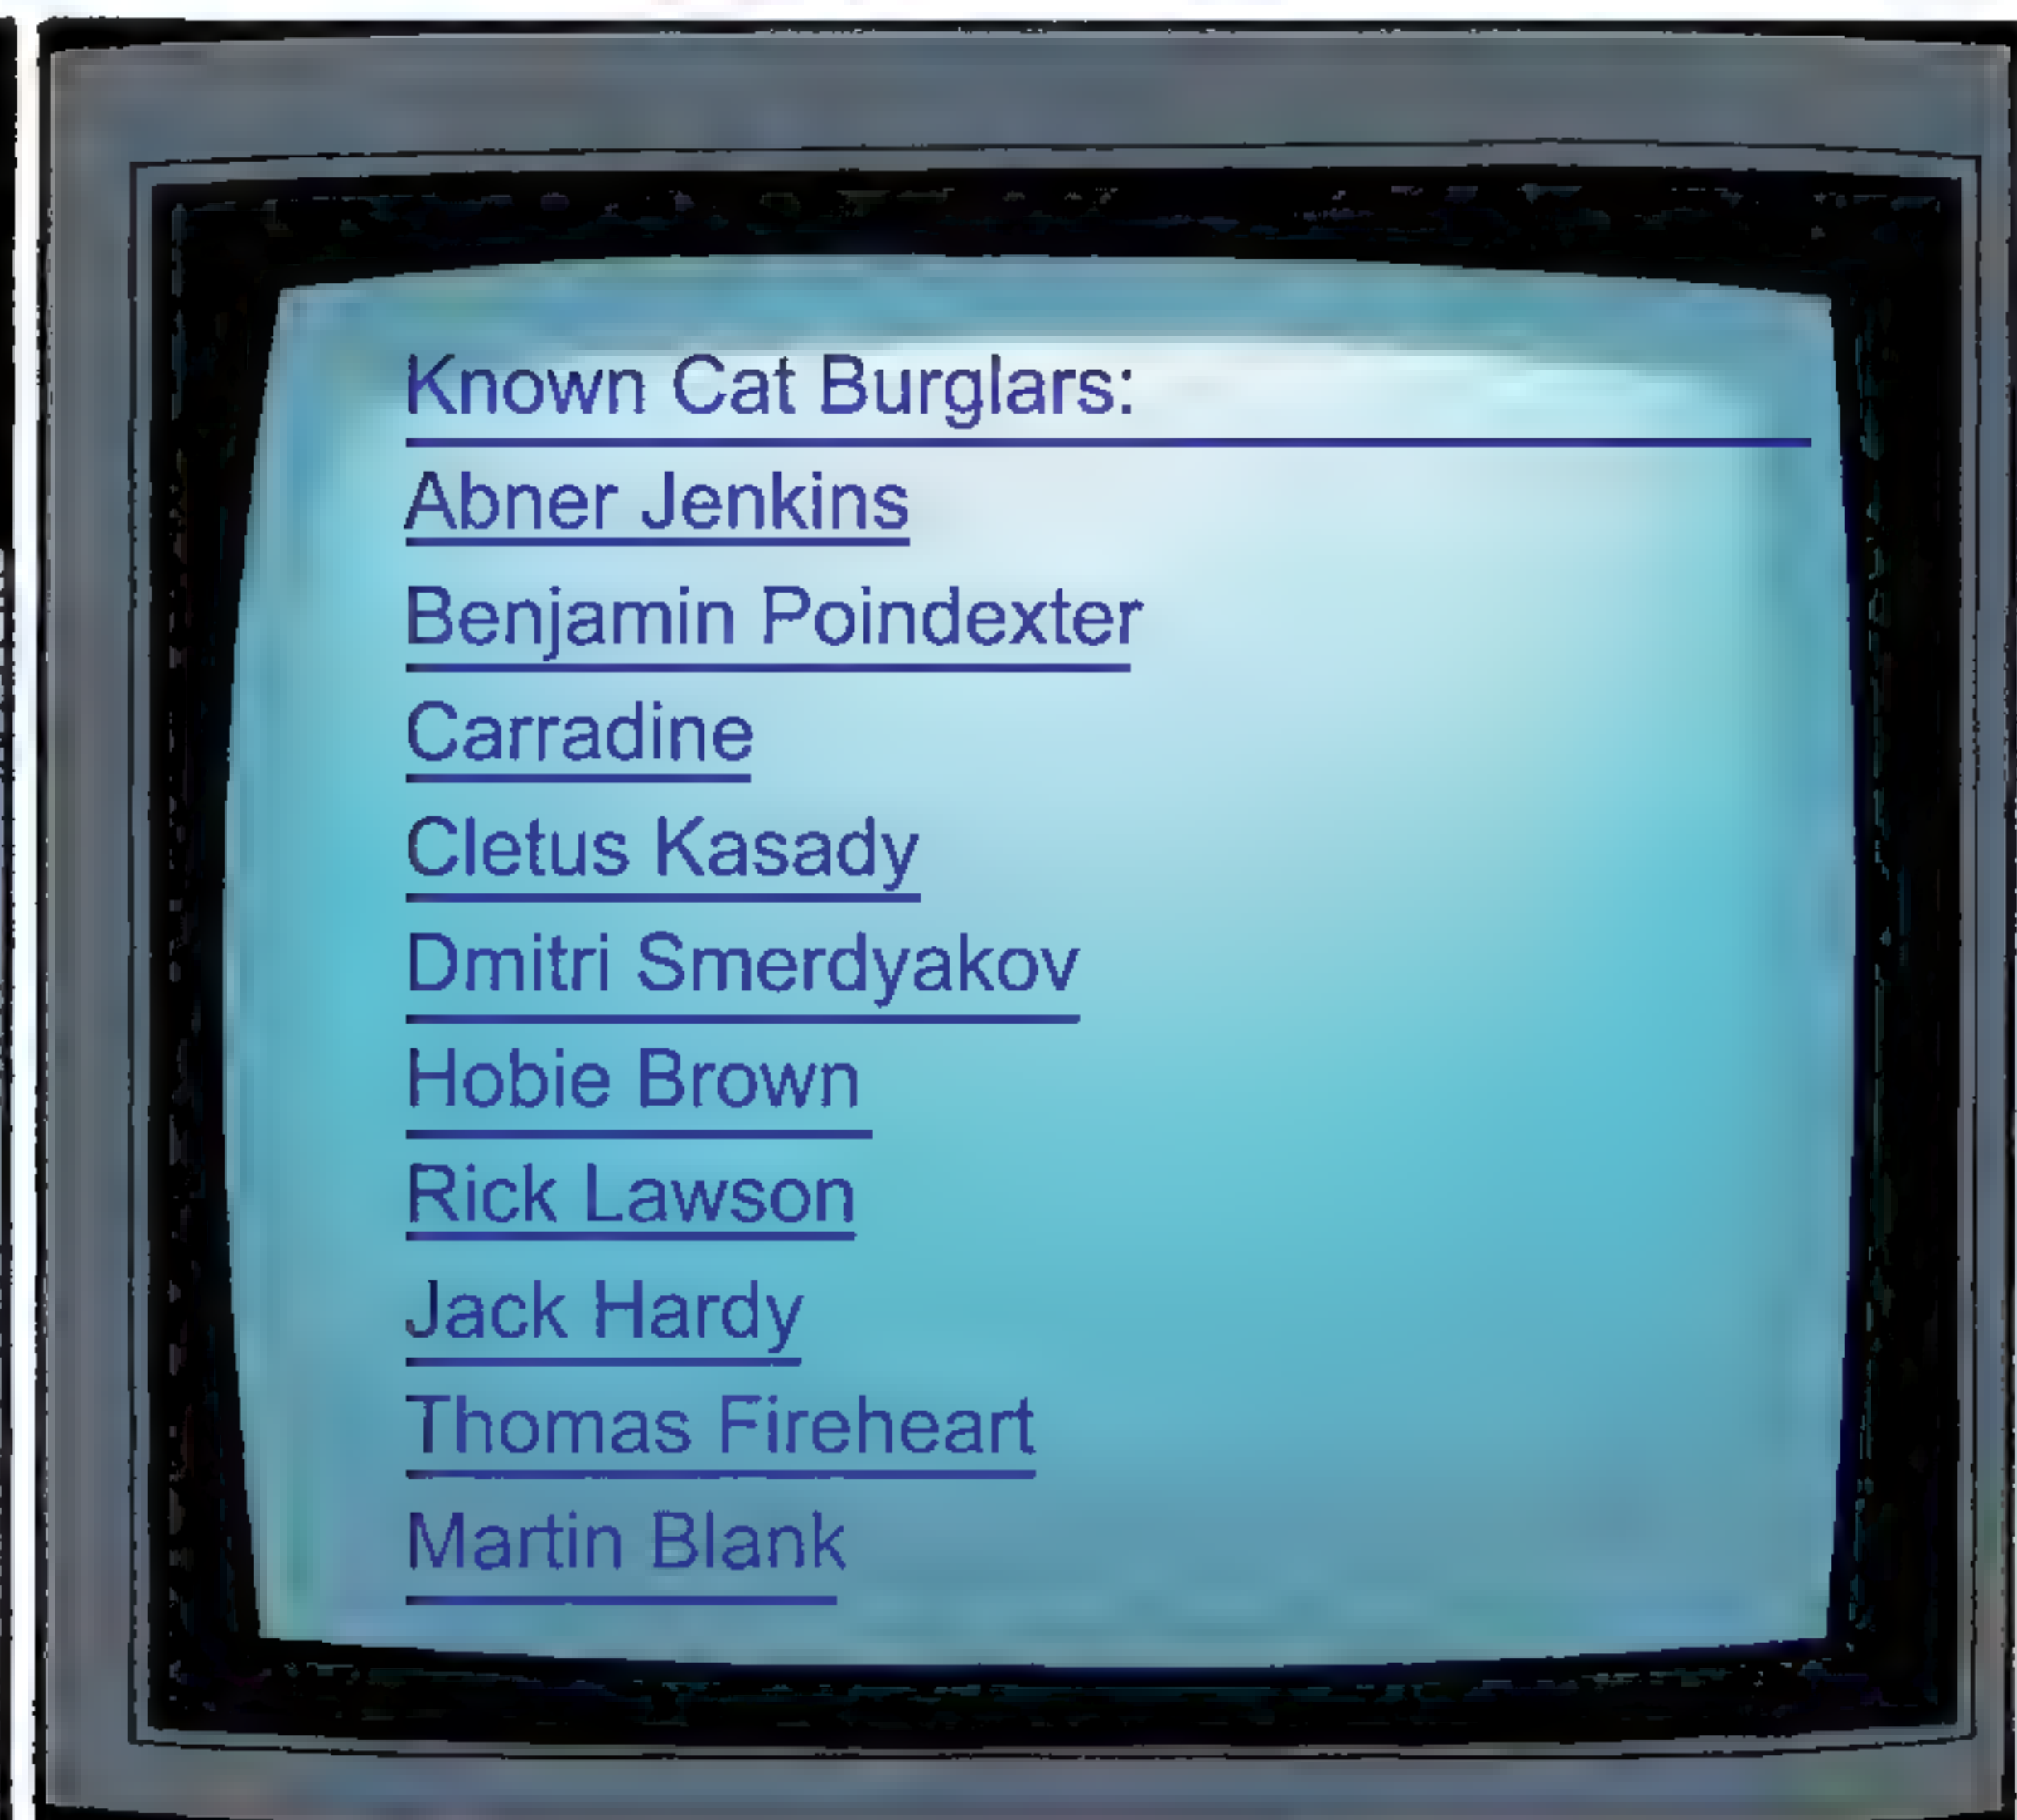 Known Cat Burglars:
Abner Jenkins
Benjamin Poindexter
Carradine
Cletus Kasady
Dmitri Smerdyakov
Hobie Brown
Rick Lawson
Jack Hardy
Thomas Fireheart
Martin Blank